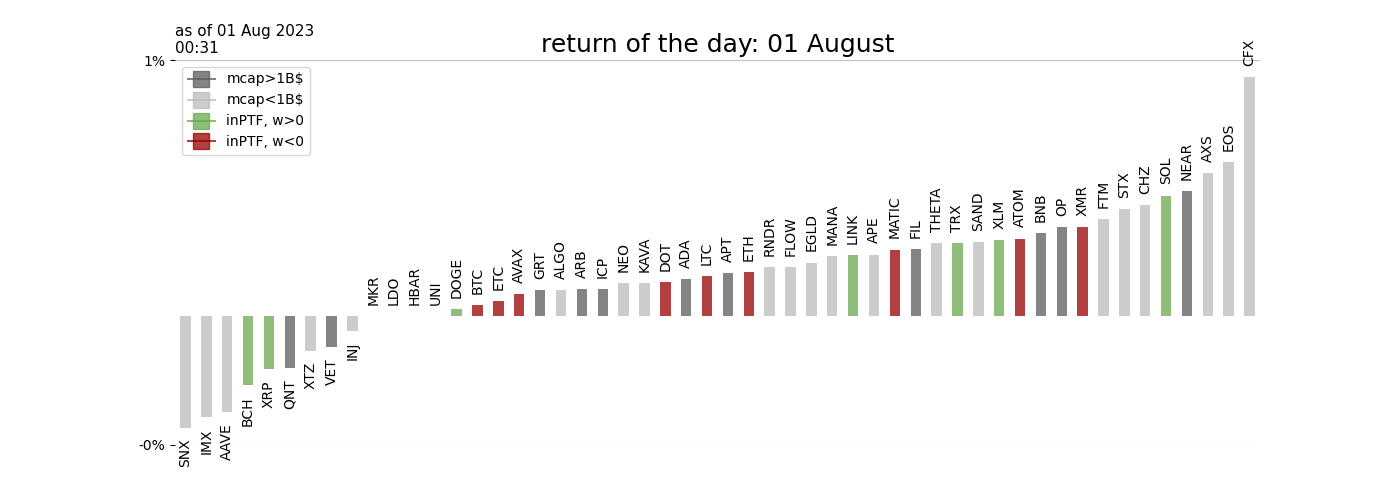 as of 01 Aug 2023
00:31
return of the day: 01 August
1%
-0%
mcap>1B$
mcap<1B$
inPTF, w>0
inPTF, w<0
SNX
IMX
AAVE
BCH
XRP
QNT
XTZ
VET
INJ
MKR
LDO
HBAR
UNI
DOGE
BTC
ETC
AVAX
GRT
ALGO
ARB
ICP
NEO
KAVA
DOT
ADA
LTC
APT
ETH
RNDR
FLOW
EGLD
MANA
LINK
APE
MATIC
FIL
THETA
TRX
SAND
XLM
ATOM
BNB
OP
XMR
FTM
STX
CHZ
SOL
NEAR
AXS
EOS
CFX